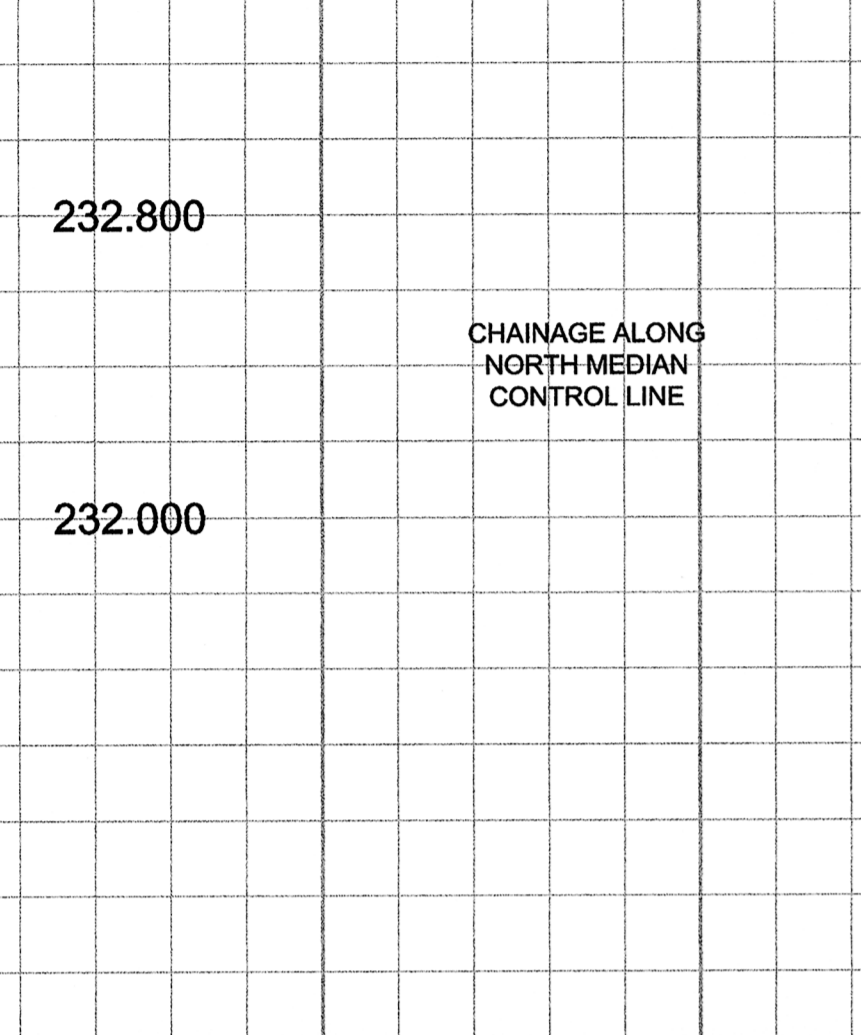 232.800
CHAINAGE ALONG
NORTH MEDIAN
CONTROL LINE
232.000